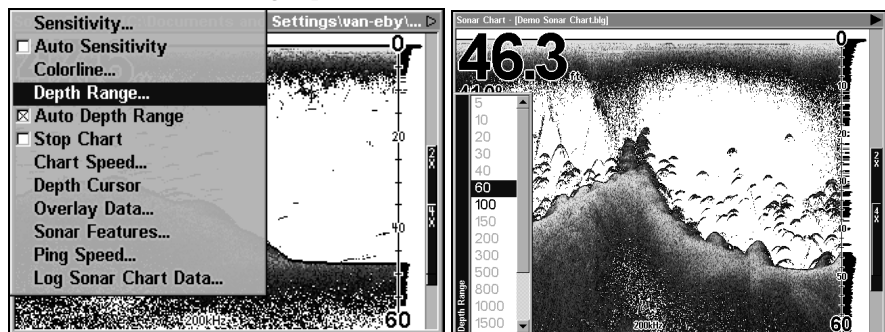 Settings\van-eby\...
Sensitivity...
Auto Sensitivity
Colorline...
Depth Range...
Auto Depth Range
Stop Chart
Chart Speed...
Depth Cursor
Overlay Data...
Sonar Features...
Ping Speed...
Log Sonar Chart Data...
0
20
40
60
2x
4x
200kHz
Sonar Chart - [Demo Sonar Chart.blg]
46.3 ft
0
10
20
30
40
50
60
2x
4x
Depth Range
5
10
20
30
40
60
100
150
200
300
500
800
1000
1500
200kHz